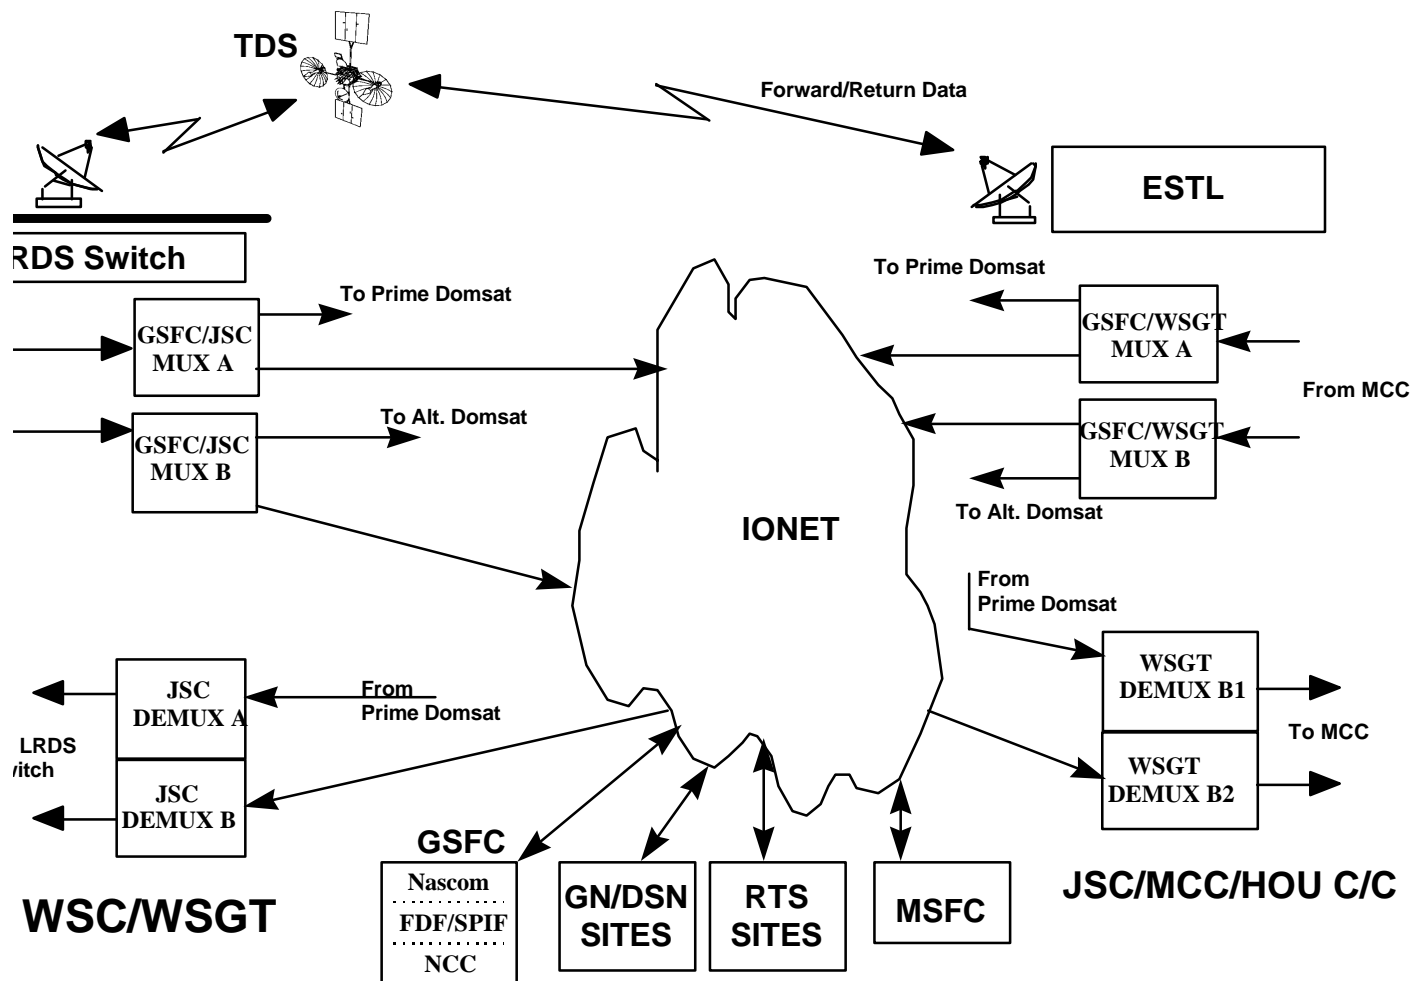 TDS
Forward/Return Data
ESTL
RDS Switch
To Prime Domsat
GSFC/JSC
MUX A
To Alt. Domsat
GSFC/JSC
MUX B
To Prime Domsat
GSFC/WSGT
MUX A
From MCC
GSFC/WSGT
MUX B
To Alt. Domsat
IONET
From
Prime Domsat
WSGT
DEMUX B1
To MCC
WSGT
DEMUX B2
JSC
DEMUX A
From
Prime Domsat
LRDS
witch
JSC
DEMUX B
WSC/WSGT
GSFC
Nascom
FDF/SPIF
NCC
GN/DSN
SITES
RTS
SITES
MSFC
JSC/MCC/HOU C/C